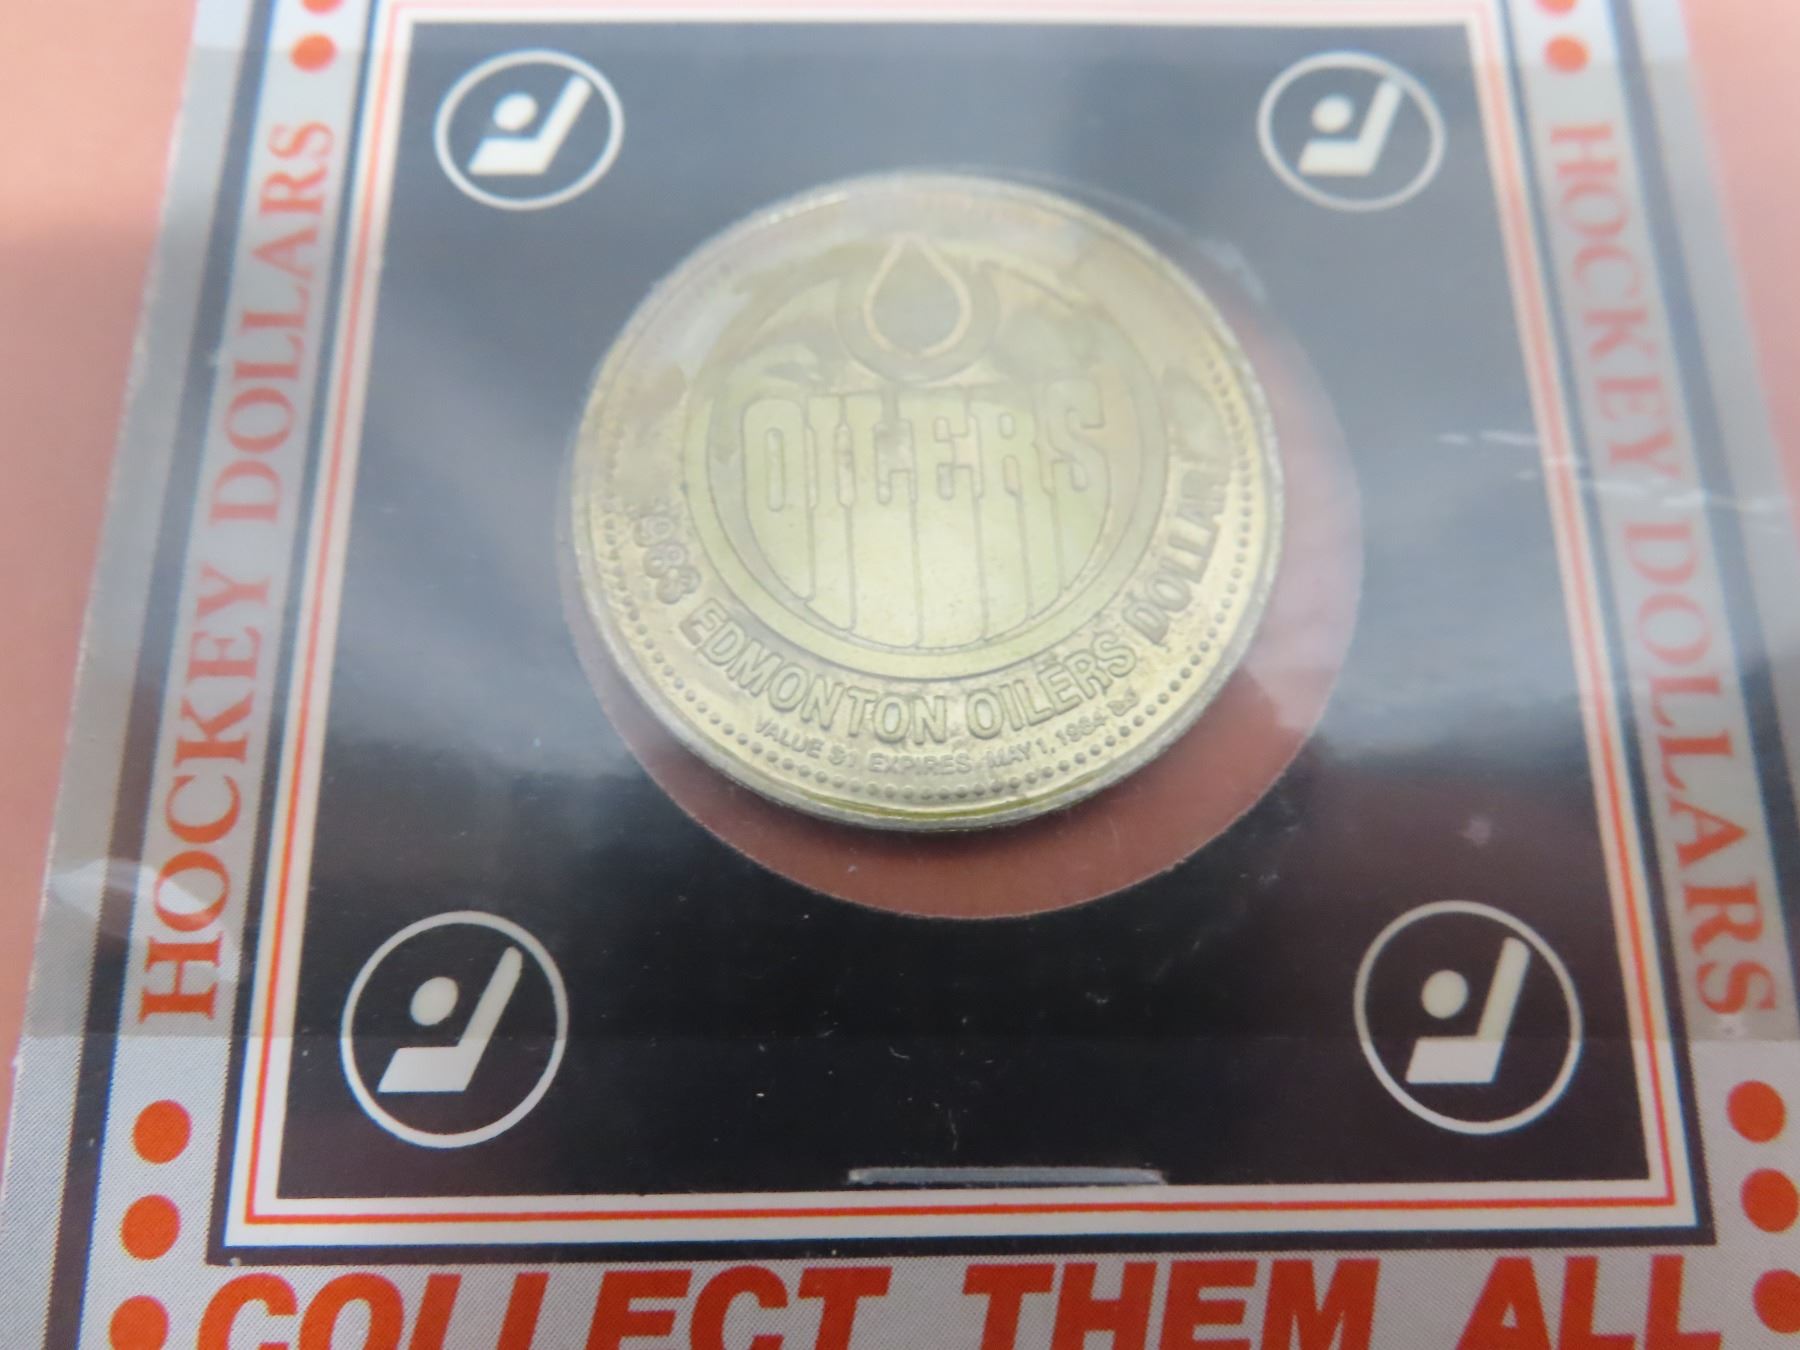 HOCKEY DOLLARS
OILERS
1983 EDMONTON OILERS DOLLAR
VALUE $1 EXPIRES MAY 1, 1984
HOCKEY DOLLARS
COLLECT THEM ALL